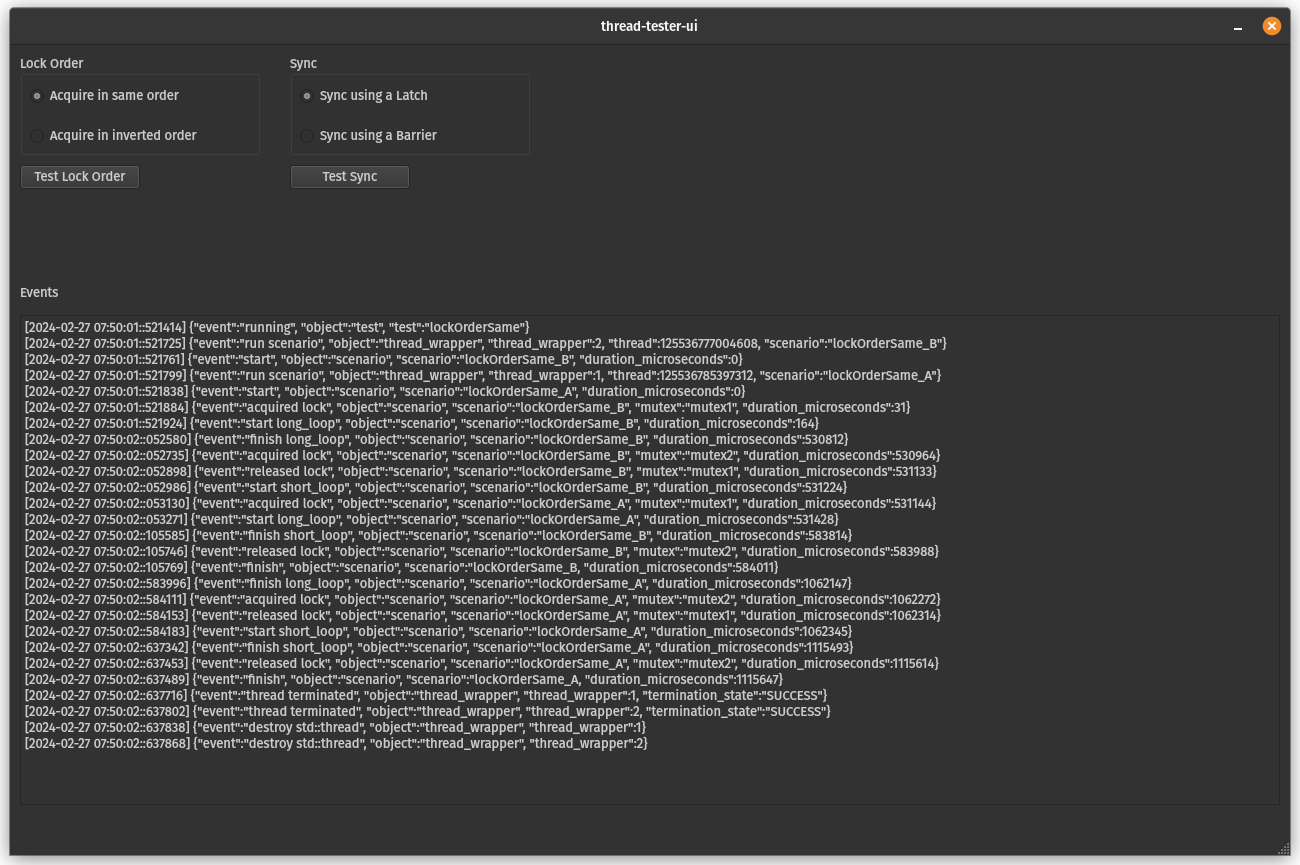 thread-tester-ui
Lock Order
Sync
Acquire in same order
Sync using a Latch
Acquire in inverted order
Sync using a Barrier
Test Lock Order
Test Sync
Events
[2024-02-27 07:50:01::521414] {"event":"running", "object":"test", "test":"lockOrderSame"}
[2024-02-27 07:50:01::521725] {"event":"run scenario", "object":"thread_wrapper", "thread_wrapper":2, "thread":125536777004608, "scenario":"lockOrderSame_B"}
[2024-02-27 07:50:01::521761] {"event":"start", "object":"scenario", "scenario":"lockOrderSame_B", "duration_microseconds":0}
[2024-02-27 07:50:01::521799] {"event":"run scenario", "object":"thread_wrapper", "thread_wrapper":1, "thread":125536785397312, "scenario":"lockOrderSame_A"}
[2024-02-27 07:50:01::521838] {"event":"start", "object":"scenario", "scenario":"lockOrderSame_A", "duration_microseconds":0}
[2024-02-27 07:50:01::521884] {"event":"acquired lock", "object":"scenario", "scenario":"lockOrderSame_B", "mutex":"mutex1", "duration_microseconds":31}
[2024-02-27 07:50:01::521924] {"event":"start long_loop", "object":"scenario", "scenario":"lockOrderSame_B", "duration_microseconds":164}
[2024-02-27 07:50:02::052580] {"event":"finish long_loop", "object":"scenario", "scenario":"lockOrderSame_B", "duration_microseconds":530812}
[2024-02-27 07:50:02::052735] {"event":"acquired lock", "object":"scenario", "scenario":"lockOrderSame_B", "mutex":"mutex2", "duration_microseconds":530964}
[2024-02-27 07:50:02::052898] {"event":"released lock", "object":"scenario", "scenario":"lockOrderSame_B", "mutex":"mutex1", "duration_microseconds":531133}
[2024-02-27 07:50:02::052986] {"event":"start short_loop", "object":"scenario", "scenario":"lockOrderSame_B", "duration_microseconds":531224}
[2024-02-27 07:50:02::053130] {"event":"acquired lock", "object":"scenario", "scenario":"lockOrderSame_A", "mutex":"mutex1", "duration_microseconds":531144}
[2024-02-27 07:50:02::053271] {"event":"start long_loop", "object":"scenario", "scenario":"lockOrderSame_A", "duration_microseconds":531428}
[2024-02-27 07:50:02::105585] {"event":"finish short_loop", "object":"scenario", "scenario":"lockOrderSame_B", "duration_microseconds":583814}
[2024-02-27 07:50:02::105746] {"event":"released lock", "object":"scenario", "scenario":"lockOrderSame_B", "mutex":"mutex2", "duration_microseconds":583988}
[2024-02-27 07:50:02::105769] {"event":"finish", "object":"scenario", "scenario":"lockOrderSame_B, "duration_microseconds":584011}
[2024-02-27 07:50:02::583996] {"event":"finish long_loop", "object":"scenario", "scenario":"lockOrderSame_A", "duration_microseconds":1062147}
[2024-02-27 07:50:02::584111] {"event":"acquired lock", "object":"scenario", "scenario":"lockOrderSame_A", "mutex":"mutex2", "duration_microseconds":1062272}
[2024-02-27 07:50:02::584153] {"event":"released lock", "object":"scenario", "scenario":"lockOrderSame_A", "mutex":"mutex1", "duration_microseconds":1062314}
[2024-02-27 07:50:02::584183] {"event":"start short_loop", "object":"scenario", "scenario":"lockOrderSame_A", "duration_microseconds":1062345}
[2024-02-27 07:50:02::637342] {"event":"finish short_loop", "object":"scenario", "scenario":"lockOrderSame_A", "duration_microseconds":1115493}
[2024-02-27 07:50:02::637453] {"event":"released lock", "object":"scenario", "scenario":"lockOrderSame_A", "mutex":"mutex2", "duration_microseconds":1115614}
[2024-02-27 07:50:02::637489] {"event":"finish", "object":"scenario", "scenario":"lockOrderSame_A, "duration_microseconds":1115647}
[2024-02-27 07:50:02::637716] {"event":"thread terminated", "object":"thread_wrapper", "thread_wrapper":1, "termination_state":"SUCCESS"}
[2024-02-27 07:50:02::637802] {"event":"thread terminated", "object":"thread_wrapper", "thread_wrapper":2, "termination_state":"SUCCESS"}
[2024-02-27 07:50:02::637838] {"event":"destroy std::thread", "object":"thread_wrapper", "thread_wrapper":1}
[2024-02-27 07:50:02::637868] {"event":"destroy std::thread", "object":"thread_wrapper", "thread_wrapper":2}